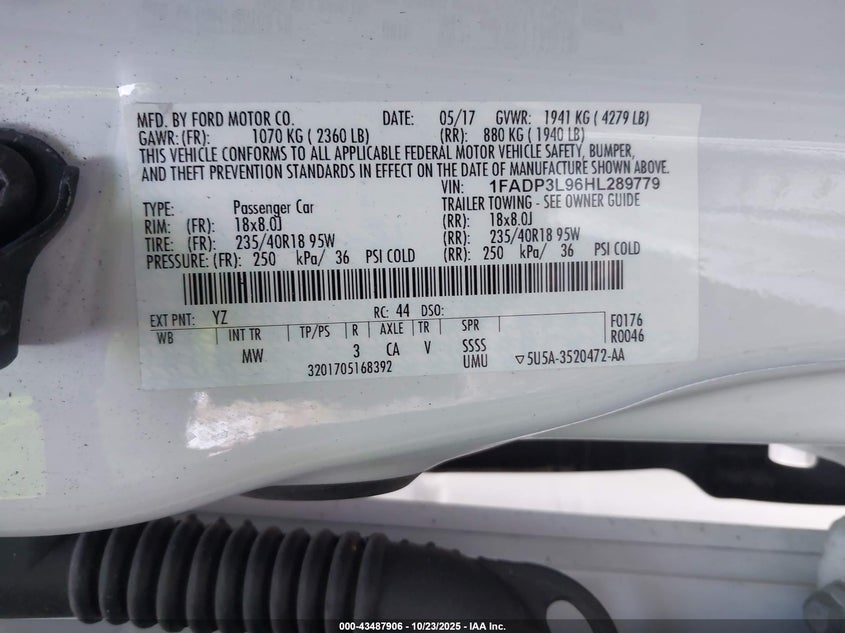 MFD. BY FORD MOTOR CO. DATE: 05/17 GVWR: 1941 KG ( 4279 LB)
GAWR: (FR): 1070 KG ( 2360 LB) (RR): 880 KG ( 1940 LB)
THIS VEHICLE CONFORMS TO ALL APPLICABLE FEDERAL MOTOR VEHICLE SAFETY, BUMPER,
AND THEFT PREVENTION STANDARDS IN EFFECT ON THE DATE OF MANUFACTURE SHOWN ABOVE.
VIN: 1FADP3L96HL289779
TYPE: Passenger Car TRAILER TOWING - SEE OWNER GUIDE
RIM: (FR): 18x8.0J (RR): 18x8.0J
TIRE: (FR): 235/40R18 95W (RR): 235/40R18 95W
PRESSURE: (FR): 250 kPa/ 36 PSI COLD (RR): 250 kPa/ 36 PSI COLD
EXT PNT: YZ RC: 44 DSO:
WB INT TR TP/PS R AXLE TR SPR F0176
MW 3 CA V SSSS R0046
3201705168392 UMU ▽5U5A-3520472-AA
000-43487906 - 10/23/2025 - IAA Inc.